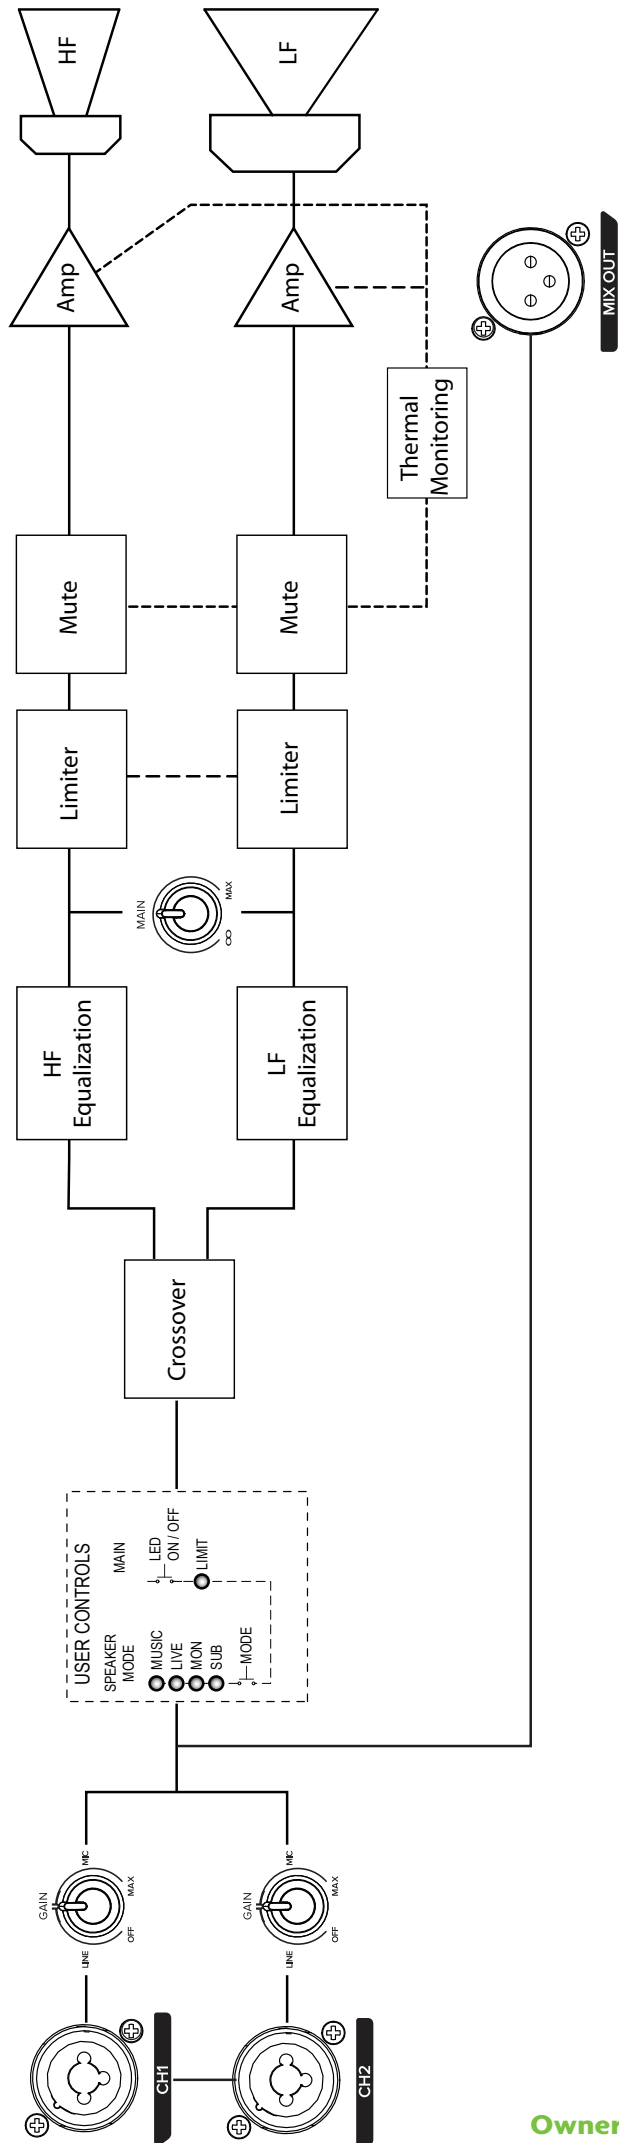 CH1
CH2
GAIN
LINE
MIC
OFF
MAX
GAIN
LINE
MIC
OFF
MAX
USER CONTROLS
SPEAKER
MODE
MUSIC
LIVE
MON
SUB
MODE
MAIN
LED
ON / OFF
LIMIT
Crossover
HF
Equalization
LF
Equalization
MAIN
∞
MAX
Limiter
Limiter
Mute
Mute
Thermal
Monitoring
Amp
Amp
HF
LF
MIX OUT
Owner